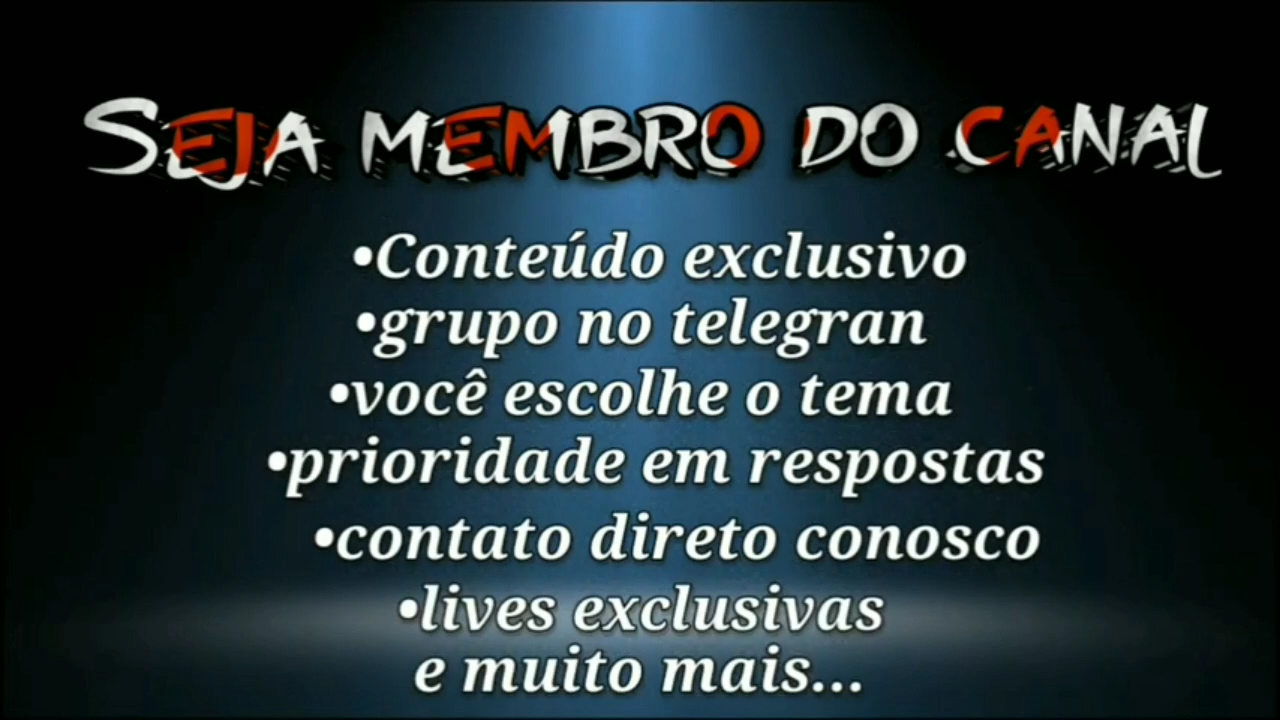 SEJA MEMBRO DO CANAL
•Conteúdo exclusivo
•grupo no telegran
•você escolhe o tema
•prioridade em respostas
•contato direto conosco
•lives exclusivas
e muito mais...